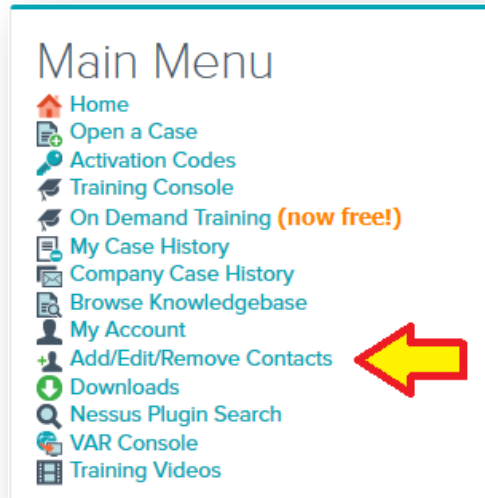 Main Menu
Home
Open a Case
Activation Codes
Training Console
On Demand Training (now free!)
My Case History
Company Case History
Browse Knowledgebase
My Account
Add/Edit/Remove Contacts
Downloads
Nessus Plugin Search
VAR Console
Training Videos